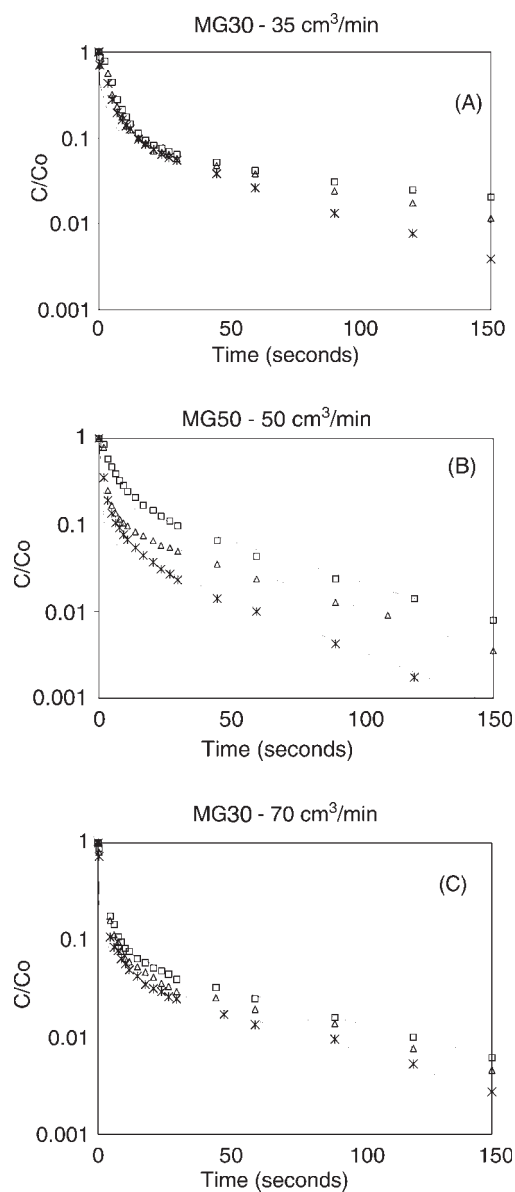 MG30 - 35 cm³/min
(A)
1
0.1
0.01
0.001
C/Co
0 50 100 150
Time (seconds)
MG50 - 50 cm³/min
(B)
1
0.1
0.01
0.001
C/Co
0 50 100 150
Time (seconds)
MG30 - 70 cm³/min
(C)
1
0.1
0.01
0.001
C/Co
0 50 100 150
Time (seconds)